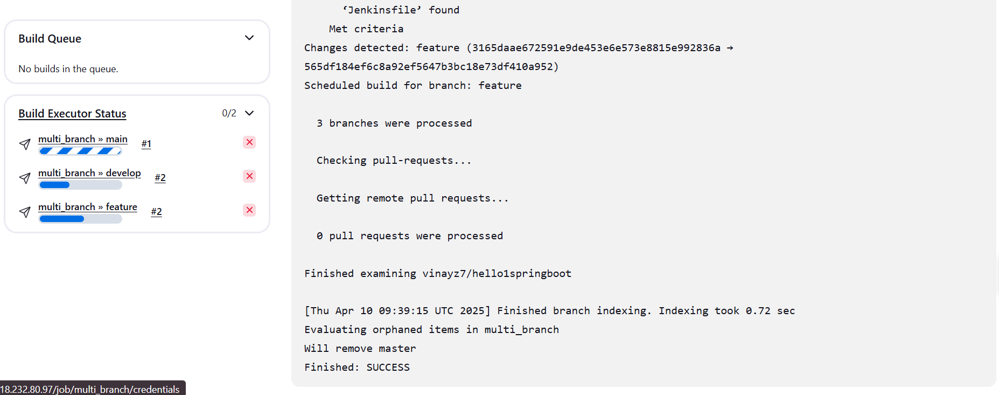 Build Queue
No builds in the queue.
Build Executor Status 0/2
multi_branch » main #1
multi_branch » develop #2
multi_branch » feature #2
‘Jenkinsfile’ found
Met criteria
Changes detected: feature (3165daae672591e9de453e6e573e8815e992836a →
565df184ef6c8a92ef5647b3bc18e73df410a952)
Scheduled build for branch: feature
3 branches were processed
Checking pull-requests...
Getting remote pull requests...
0 pull requests were processed
Finished examining vinayz7/hello1springboot
[Thu Apr 10 09:39:15 UTC 2025] Finished branch indexing. Indexing took 0.72 sec
Evaluating orphaned items in multi_branch
Will remove master
Finished: SUCCESS
18.232.80.97/job/multi_branch/credentials